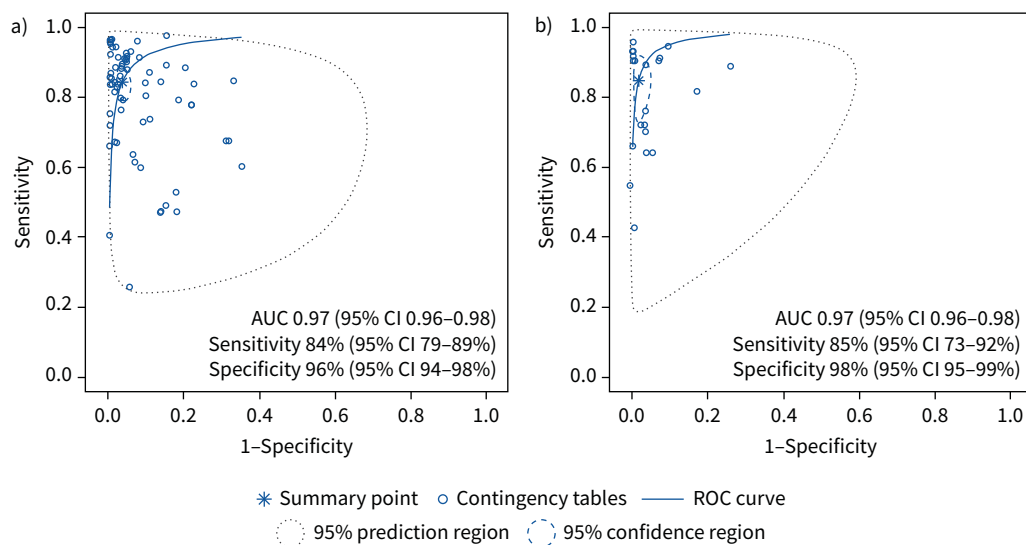 a)
1.0
0.8
0.6
0.4
0.2
0.0
Sensitivity
AUC 0.97 (95% CI 0.96–0.98)
Sensitivity 84% (95% CI 79–89%)
Specificity 96% (95% CI 94–98%)
0.0 0.2 0.4 0.6 0.8 1.0
1–Specificity
b)
1.0
0.8
0.6
0.4
0.2
0.0
Sensitivity
AUC 0.97 (95% CI 0.96–0.98)
Sensitivity 85% (95% CI 73–92%)
Specificity 98% (95% CI 95–99%)
0.0 0.2 0.4 0.6 0.8 1.0
1–Specificity
Summary point Contingency tables ROC curve
95% prediction region 95% confidence region